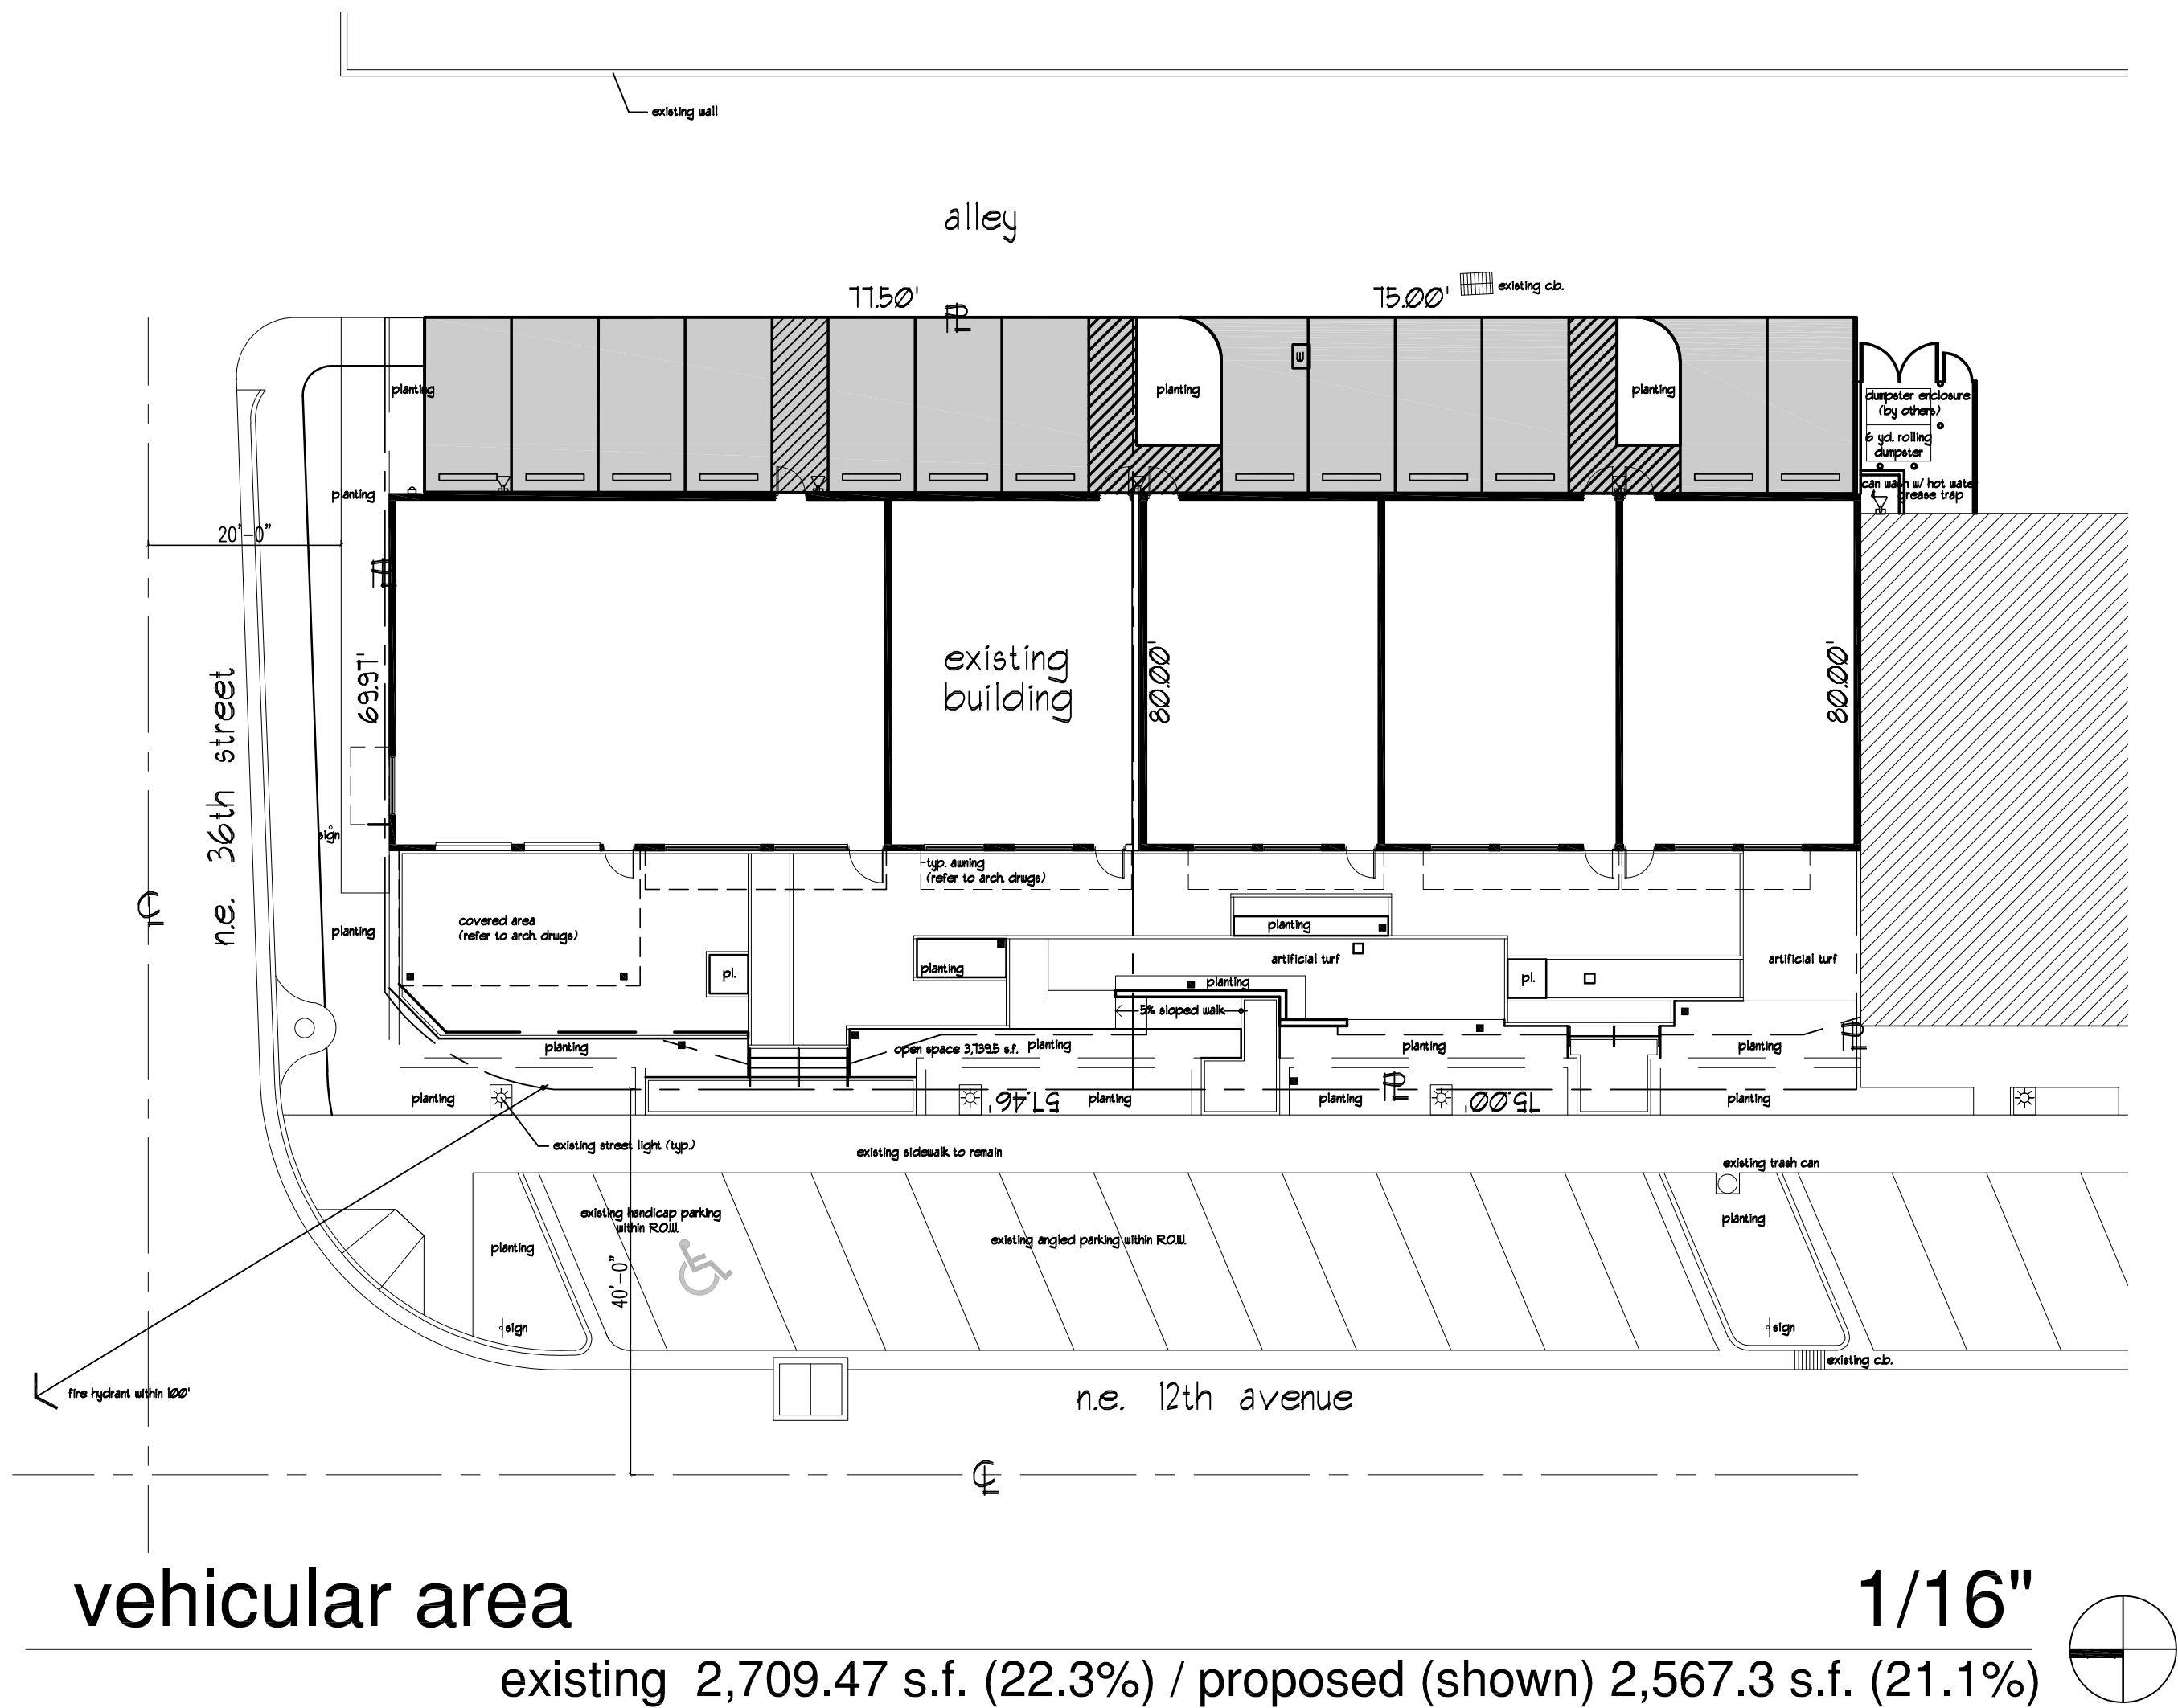 existing wall
alley
77.50'
75.00'
existing c.b.
planting
planting
planting
E
dumpster enclosure
(by others)
6 yd. rolling
dumpster
can wash w/ hot water
grease trap
planting
20'-0"
69.97'
existing
building
80.00'
80.00'
n.e. 36th street
sign
typ. awning
(refer to arch. drwgs)
covered area
(refer to arch. drwgs)
planting
planting
planting
pl.
artificial turf
pl.
artificial turf
planting
5% sloped walk
planting
open space 3,739.5 s.f.
planting
planting
planting
planting
51.46'
planting
planting
75.00'
planting
existing street light (typ.)
existing sidewalk to remain
existing trash can
existing handicap parking
within R.O.W.
existing angled parking within R.O.W.
planting
planting
40'-0"
sign
sign
existing c.b.
fire hydrant within 100'
n.e. 12th avenue
vehicular area
1/16"
existing 2,709.47 s.f. (22.3%) / proposed (shown) 2,567.3 s.f. (21.1%)